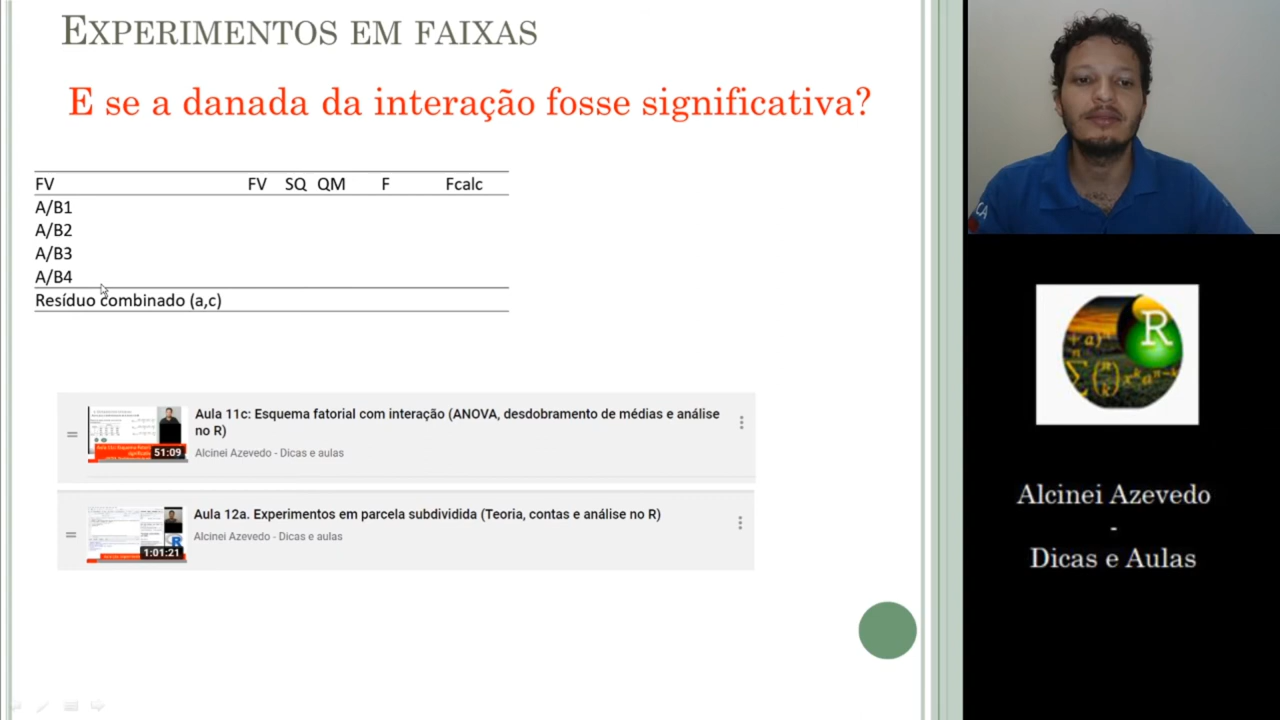 EXPERIMENTOS EM FAIXAS
E se a danada da interação fosse significativa?
FV FV SQ QM F Fcalc
A/B1
A/B2
A/B3
A/B4
Resíduo combinado (a,c)
Aula 11c: Esquema fatorial com interação (ANOVA, desdobramento de médias e análise
no R)
51:09
Alcinei Azevedo - Dicas e aulas
Aula 12a. Experimentos em parcela subdividida (Teoria, contas e análise no R)
Alcinei Azevedo - Dicas e aulas
1:01:21
R
Alcinei Azevedo
-
Dicas e Aulas